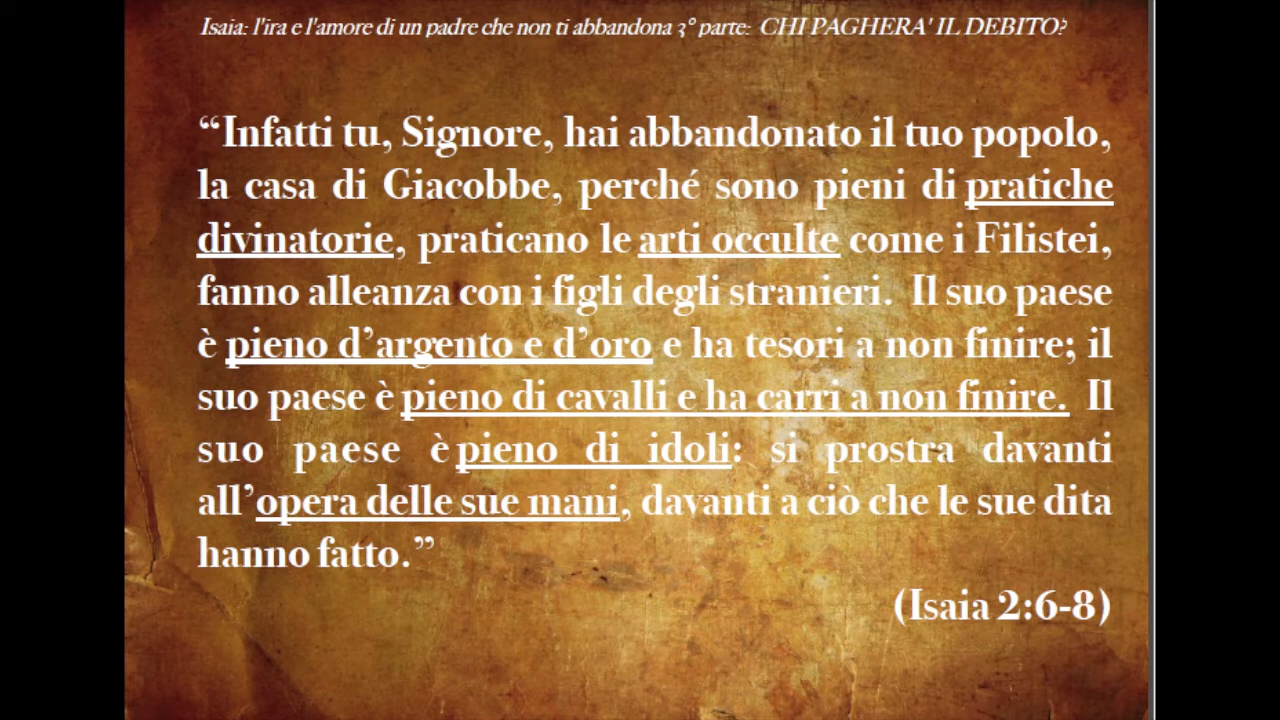 Isaia: l'ira e l'amore di un padre che non ti abbandona 3° parte: CHI PAGHERA' IL DEBITO?
“Infatti tu, Signore, hai abbandonato il tuo popolo,
la casa di Giacobbe, perché sono pieni di pratiche
divinatorie, praticano le arti occulte come i Filistei,
fanno alleanza con i figli degli stranieri. Il suo paese
è pieno d’argento e d’oro e ha tesori a non finire; il
suo paese è pieno di cavalli e ha carri a non finire. Il
suo paese è pieno di idoli: si prostra davanti
all’opera delle sue mani, davanti a ciò che le sue dita
hanno fatto.”
(Isaia 2:6-8)